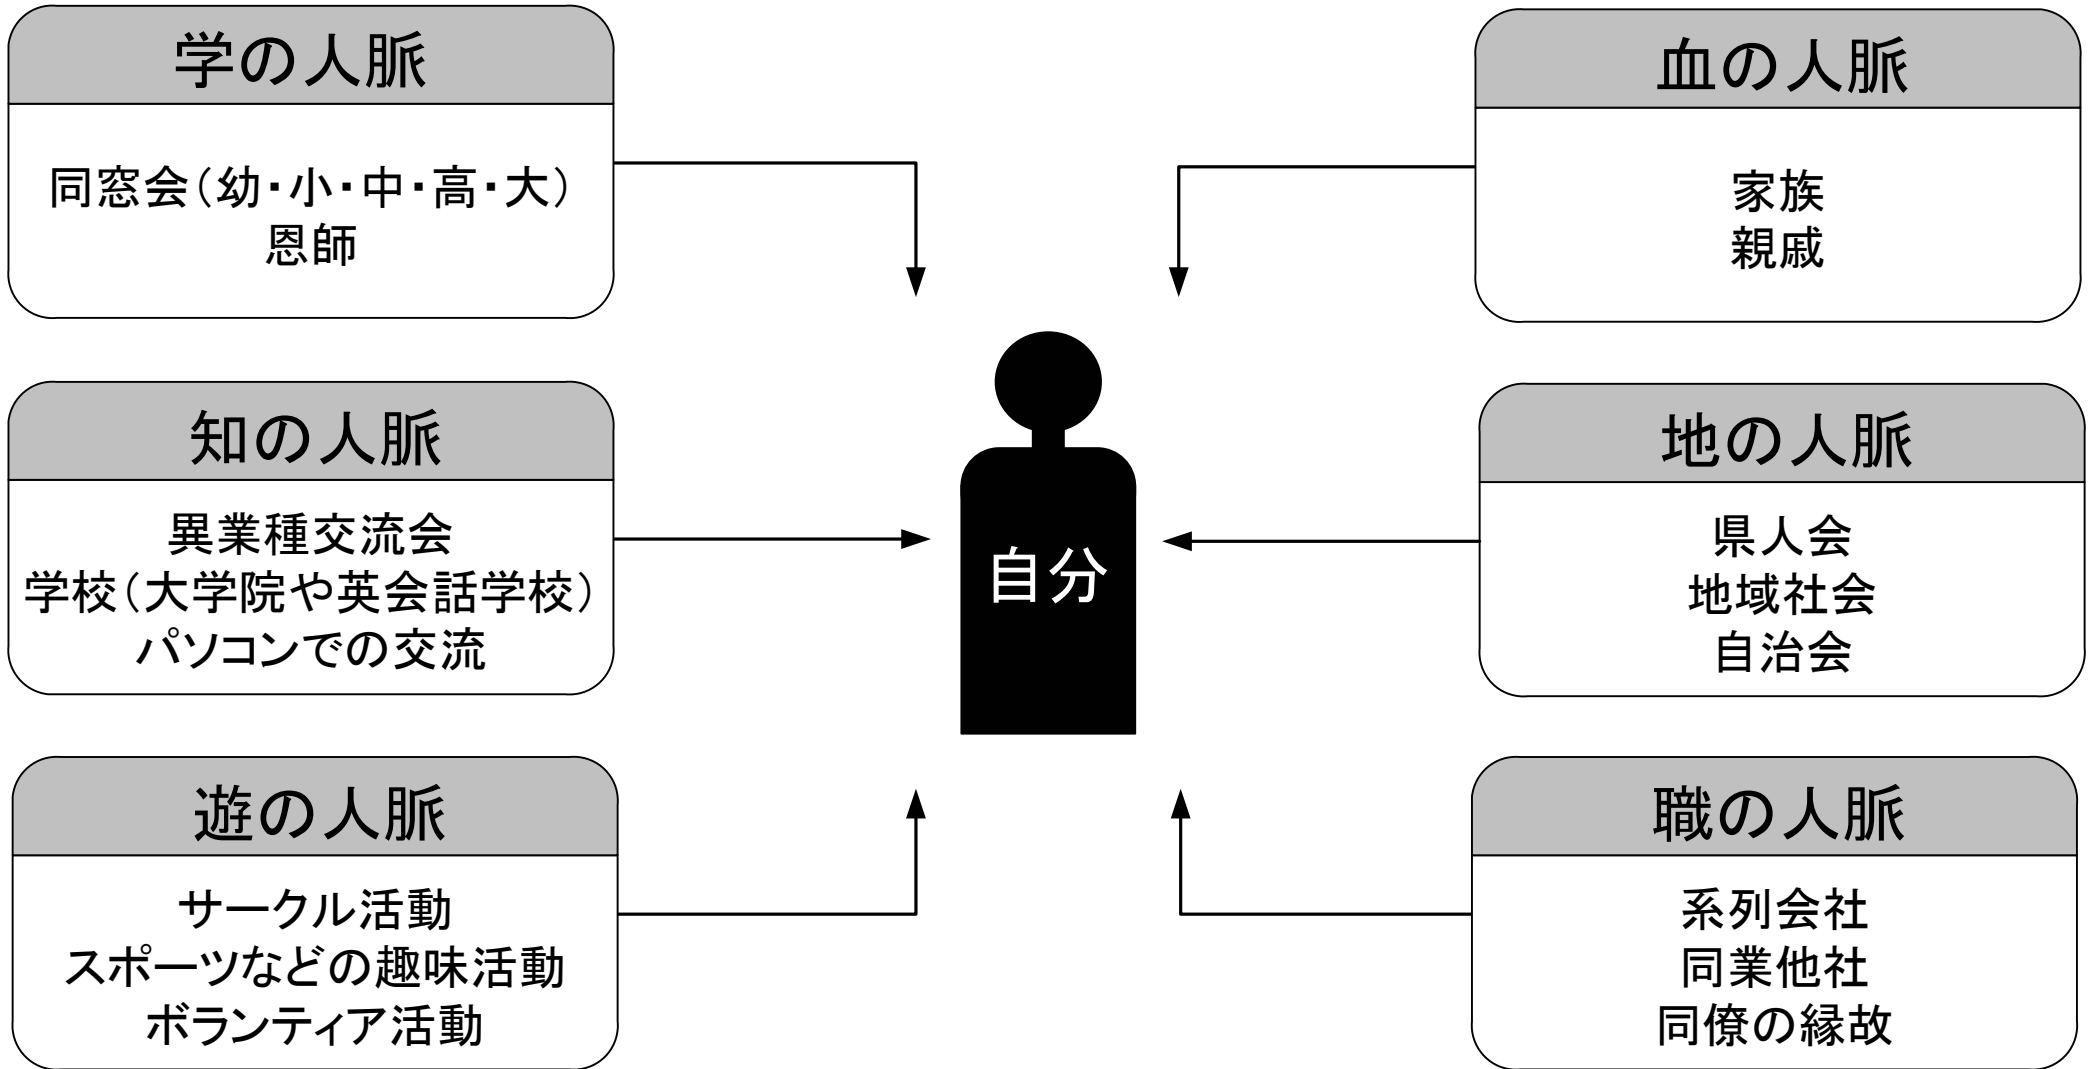 学の人脈
同窓会(幼・小・中・高・大)
恩師
血の人脈
家族
親戚
知の人脈
異業種交流会
学校(大学院や英会話学校)
パソコンでの交流
自分
地の人脈
県人会
地域社会
自治会
遊の人脈
サークル活動
スポーツなどの趣味活動
ボランティア活動
職の人脈
系列会社
同業他社
同僚の縁故